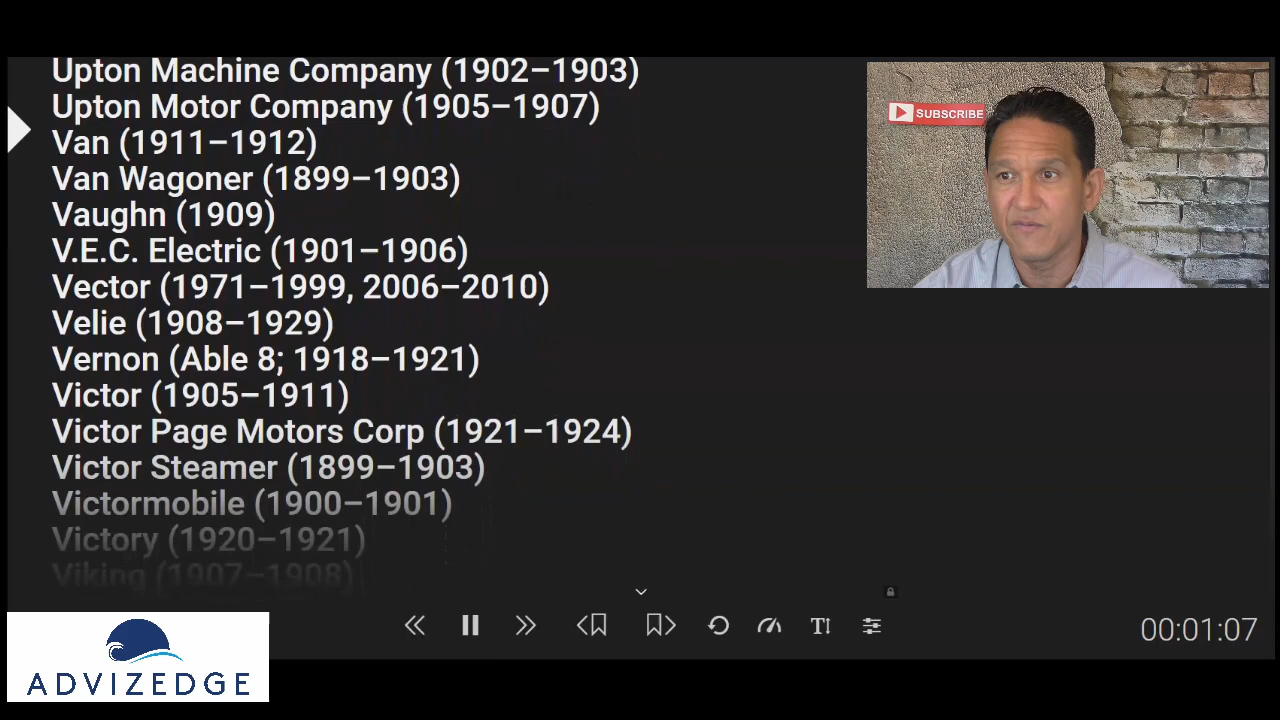 Upton Machine Company (1902–1903)
Upton Motor Company (1905–1907)
Van (1911–1912)
Van Wagoner (1899–1903)
Vaughn (1909)
V.E.C. Electric (1901–1906)
Vector (1971–1999, 2006–2010)
Velie (1908–1929)
Vernon (Able 8; 1918–1921)
Victor (1905–1911)
Victor Page Motors Corp (1921–1924)
Victor Steamer (1899–1903)
Victormobile (1900–1901)
Victory (1920–1921)
Viking (1907–1908)
SUBSCRIBE
00:01:07
ADVIZEDGE